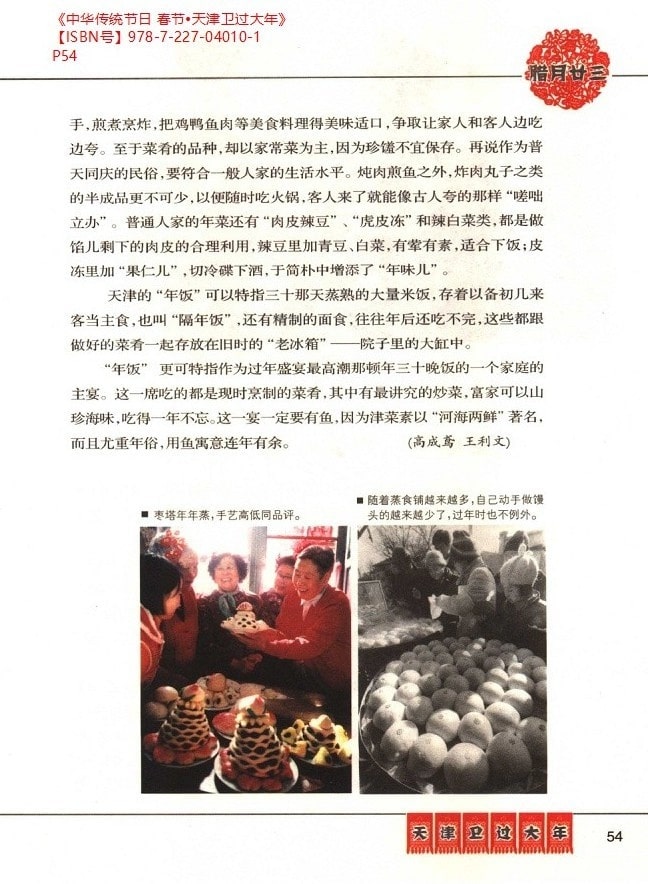 《中华传统节日 春节•天津卫过大年》
【ISBN号】978-7-227-04010-1
P54
腊月廿三
手,煎煮烹炸,把鸡鸭鱼肉等美食料理得美味适口,争取让家人和客人边吃
边夸。至于菜肴的品种,却以家常菜为主,因为珍馐不宜保存。再说作为普
天同庆的民俗,要符合一般人家的生活水平。炖肉煎鱼之外,炸肉丸子之类
的半成品更不可少,以便随时吃火锅,客人来了就能像古人夸的那样“嗟咄
立办”。普通人家的年菜还有“肉皮辣豆”、“虎皮冻”和辣白菜类,都是做
馅儿剩下的肉皮的合理利用,辣豆里加青豆、白菜,有荤有素,适合下饭;皮
冻里加“果仁儿”,切冷碟下酒,于简朴中增添了“年味儿”。
天津的“年饭”可以特指三十那天蒸熟的大量米饭,存着以备初几来
客当主食,也叫“隔年饭”,还有精制的面食,往往年后还吃不完,这些都跟
做好的菜肴一起存放在旧时的“老冰箱”——院子里的大缸中。
“年饭”更可特指作为过年盛宴最高潮那顿年三十晚饭的一个家庭的
主宴。这一席吃的都是现时烹制的菜肴,其中有最讲究的炒菜,富家可以山
珍海味,吃得一年不忘。这一宴一定要有鱼,因为津菜素以“河海两鲜”著名,
而且尤重年俗,用鱼寓意连年有余。 (高成鸢 王利文)
■ 枣塔年年蒸,手艺高低同品评。
■ 随着蒸食铺越来越多,自己动手做馒
头的越来越少了,过年时也不例外。
天津卫过大年
54